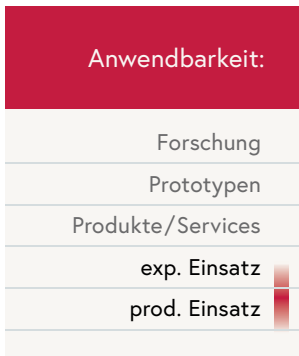 Anwendbarkeit:
Forschung
Prototypen
Produkte/Services
exp. Einsatz
prod. Einsatz